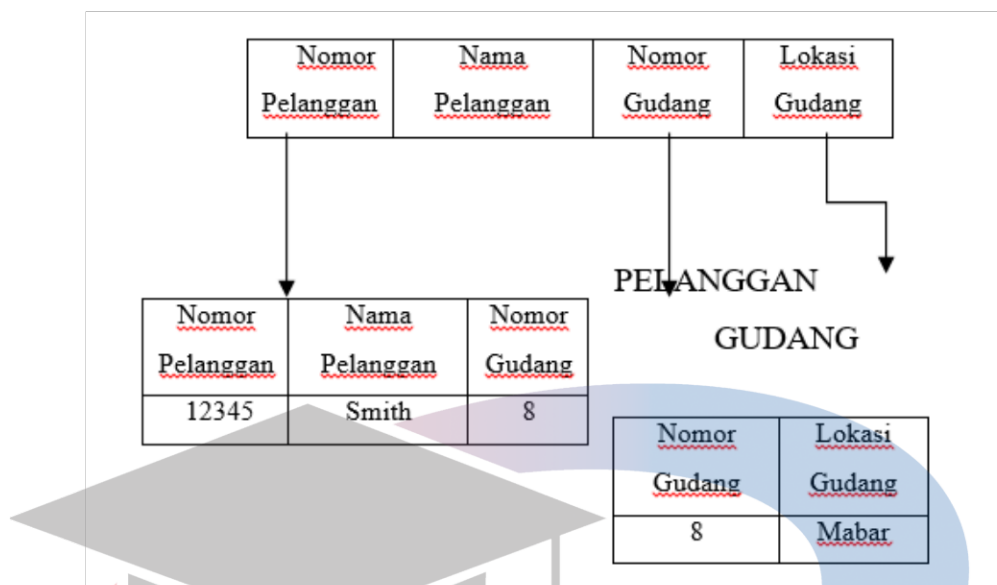 Nomor Pelanggan
Nama Pelanggan
Nomor Gudang
Lokasi Gudang
PELANGGAN
GUDANG
Nomor Pelanggan
Nama Pelanggan
Nomor Gudang
12345
Smith
8
Nomor Gudang
Lokasi Gudang
8
Mabar